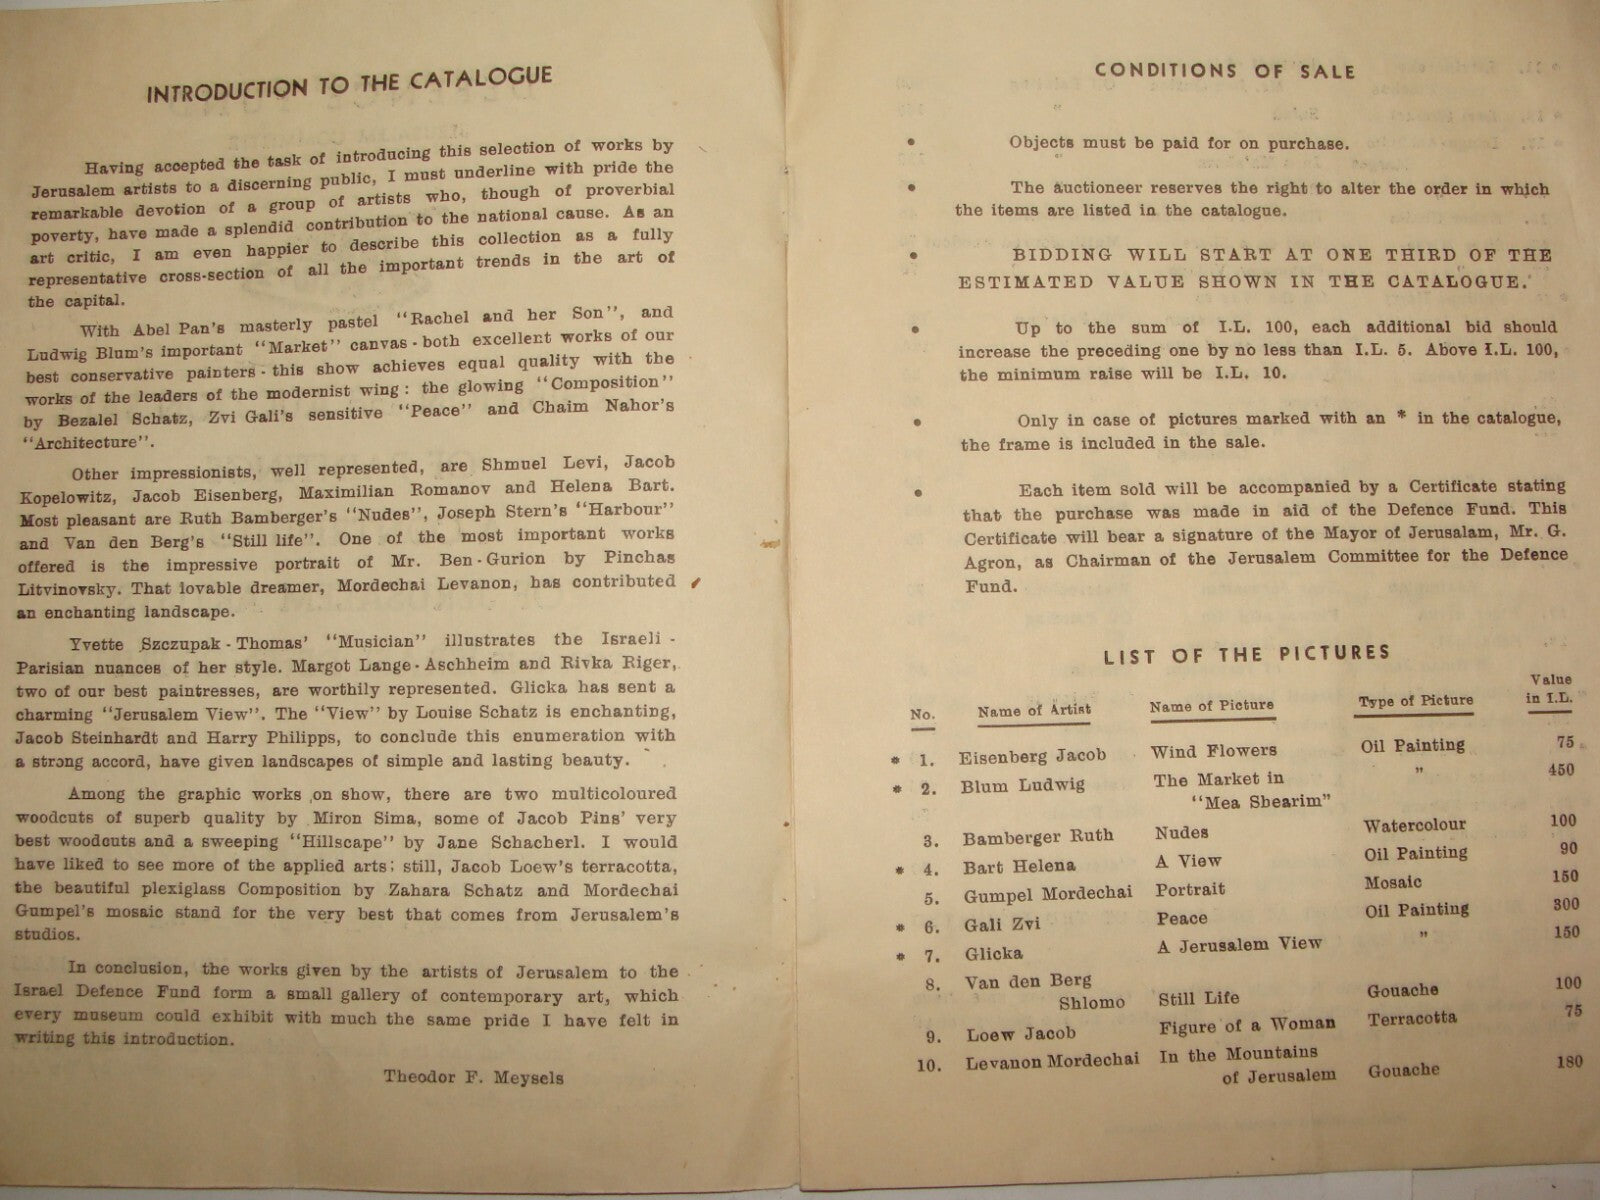 INTRODUCTION TO THE CATALOGUE
Having accepted the task of introducing this selection of works by
Jerusalem artists to a discerning public, I must underline with pride the
remarkable devotion of a group of artists who, though of proverbial
poverty, have made a splendid contribution to the national cause. As an
art critic, I am even happier to describe this collection as a fully
representative cross-section of all the important trends in the art of
the capital.
With Abel Pan's masterly pastel "Rachel and her Son", and
Ludwig Blum's important "Market" canvas - both excellent works of our
best conservative painters - this show achieves equal quality with the
works of the leaders of the modernist wing: the glowing "Composition"
by Bezalel Schatz, Zvi Gali's sensitive "Peace" and Chaim Nahor's
"Architecture".
Other impressionists, well represented, are Shmuel Levi, Jacob
Kopelowitz, Jacob Eisenberg, Maximilian Romanov and Helena Bart.
Most pleasant are Ruth Bamberger's "Nudes", Joseph Stern's "Harbour"
and Van den Berg's "Still life". One of the most important works
offered is the impressive portrait of Mr. Ben-Gurion by Pinchas
Litvinovsky. That lovable dreamer, Mordechai Levanon, has contributed
an enchanting landscape.
Yvette Szczupak-Thomas' "Musician" illustrates the Israeli-
Parisian nuances of her style. Margot Lange-Aschheim and Rivka Riger,
two of our best paintresses, are worthily represented. Glicka has sent a
charming "Jerusalem View". The "View" by Louise Schatz is enchanting,
Jacob Steinhardt and Harry Philipps, to conclude this enumeration with
a strong accord, have given landscapes of simple and lasting beauty.
Among the graphic works on show, there are two multicoloured
woodcuts of superb quality by Miron Sima, some of Jacob Pins' very
best woodcuts and a sweeping "Hillscape" by Jane Schacherl. I would
have liked to see more of the applied arts; still, Jacob Loew's terracotta,
the beautiful plexiglass Composition by Zahara Schatz and Mordechai
Gumpel's mosaic stand for the very best that comes from Jerusalem's
studios.
In conclusion, the works given by the artists of Jerusalem to the
Israel Defence Fund form a small gallery of contemporary art, which
every museum could exhibit with much the same pride I have felt in
writing this introduction.
Theodor F. Meysels
CONDITIONS OF SALE
• Objects must be paid for on purchase.
• The auctioneer reserves the right to alter the order in which
the items are listed in the catalogue.
• BIDDING WILL START AT ONE THIRD OF THE
ESTIMATED VALUE SHOWN IN THE CATALOGUE.
• Up to the sum of I.L. 100, each additional bid should
increase the preceding one by no less than I.L. 5. Above I.L. 100,
the minimum raise will be I.L. 10.
• Only in case of pictures marked with an * in the catalogue,
the frame is included in the sale.
• Each item sold will be accompanied by a Certificate stating
that the purchase was made in aid of the Defence Fund. This
Certificate will bear a signature of the Mayor of Jerusalam, Mr. G.
Agron, as Chairman of the Jerusalem Committee for the Defence
Fund.
LIST OF THE PICTURES
No. Name of Artist Name of Picture Type of Picture Value in I.L.
* 1. Eisenberg Jacob Wind Flowers Oil Painting 75
* 2. Blum Ludwig The Market in " 450
"Mea Shearim"
3. Bamberger Ruth Nudes Watercolour 100
* 4. Bart Helena A View Oil Painting 90
5. Gumpel Mordechai Portrait Mosaic 150
* 6. Gali Zvi Peace Oil Painting 300
* 7. Glicka A Jerusalem View " 150
8. Van den Berg
Shlomo Still Life Gouache 100
9. Loew Jacob Figure of a Woman Terracotta 75
10. Levanon Mordechai In the Mountains
of Jerusalem Gouache 180